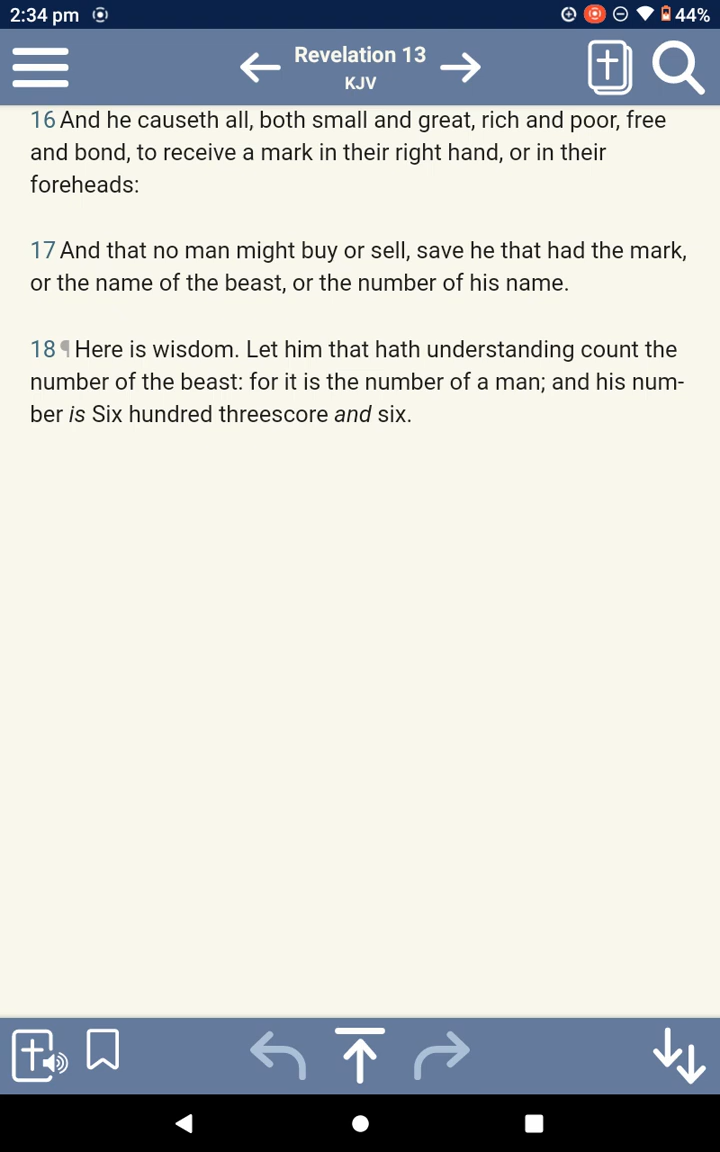 2:34 pm 44%
Revelation 13
KJV
16 And he causeth all, both small and great, rich and poor, free
and bond, to receive a mark in their right hand, or in their
foreheads:
17 And that no man might buy or sell, save he that had the mark,
or the name of the beast, or the number of his name.
18 ¶ Here is wisdom. Let him that hath understanding count the
number of the beast: for it is the number of a man; and his num-
ber is Six hundred threescore and six.